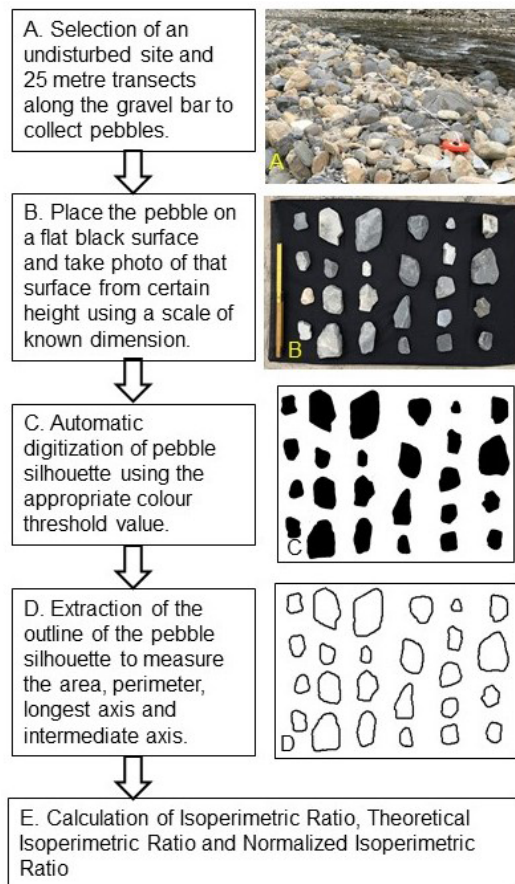 A. Selection of an
undisturbed site and
25 metre transects
along the gravel bar to
collect pebbles.
A
B. Place the pebble on
a flat black surface
and take photo of that
surface from certain
height using a scale of
known dimension.
B
C. Automatic
digitization of pebble
silhouette using the
appropriate colour
threshold value.
C
D. Extraction of the
outline of the pebble
silhouette to measure
the area, perimeter,
longest axis and
intermediate axis.
D
E. Calculation of Isoperimetric Ratio, Theoretical
Isoperimetric Ratio and Normalized Isoperimetric
Ratio